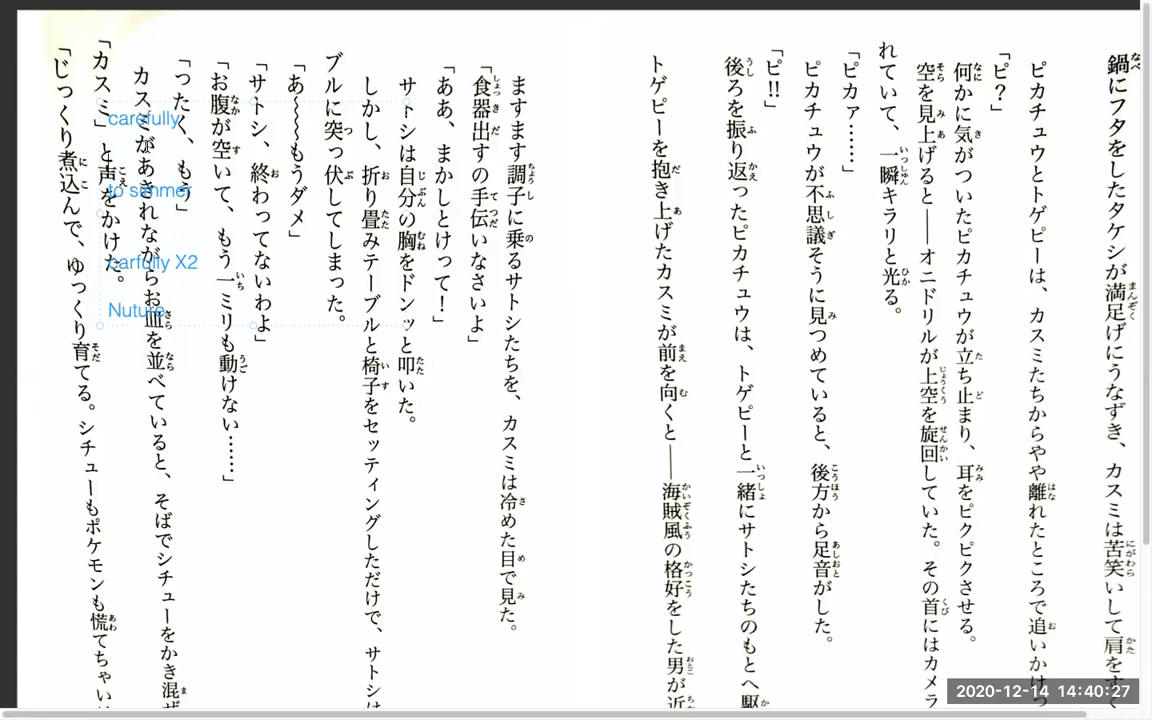 鍋にフタをしたタケシが満足げにうなずき、カスミは苦笑いして肩をすく
ピカチュウとトゲピーは、カスミたちからやや離れたところで追いかけっ
「ピ?」
何かに気がついたピカチュウが立ち止まり、耳をピクピクさせる。
空を見上げると――オニドリルが上空を旋回していた。その首にはカメラ
れていて、一瞬キラリと光る。
「ピカァ……」
ピカチュウが不思議そうに見つめていると、後方から足音がした。
「ピ!!」
後ろを振り返ったピカチュウは、トゲピーと一緒にサトシたちのもとへ駆
トゲピーを抱き上げたカスミが前を向くと――海賊風の格好をした男が近
ますます調子に乗るサトシたちを、カスミは冷めた目で見た。
「食器出すの手伝いなさいよ」
「ああ、まかしとけって!」
サトシは自分の胸をドンッと叩いた。
しかし、折り畳みテーブルと椅子をセッティングしただけで、サトシは
ブルに突っ伏してしまった。
「あ〜〜〜〜もうダメ」
「サトシ、終わってないわよ」
「お腹が空いて、もう一ミリも動けない……」
「ったく、もう」
カスミがあきれながらお皿を並べていると、そばでシチューをかき混ぜ
「カスミ」と声をかけた。
「じっくり煮込んで、ゆっくり育てる。シチューもポケモンも慌てちゃい
carefully
to simmer
carfully X2
Nuture
2020-12-14 14:40:27